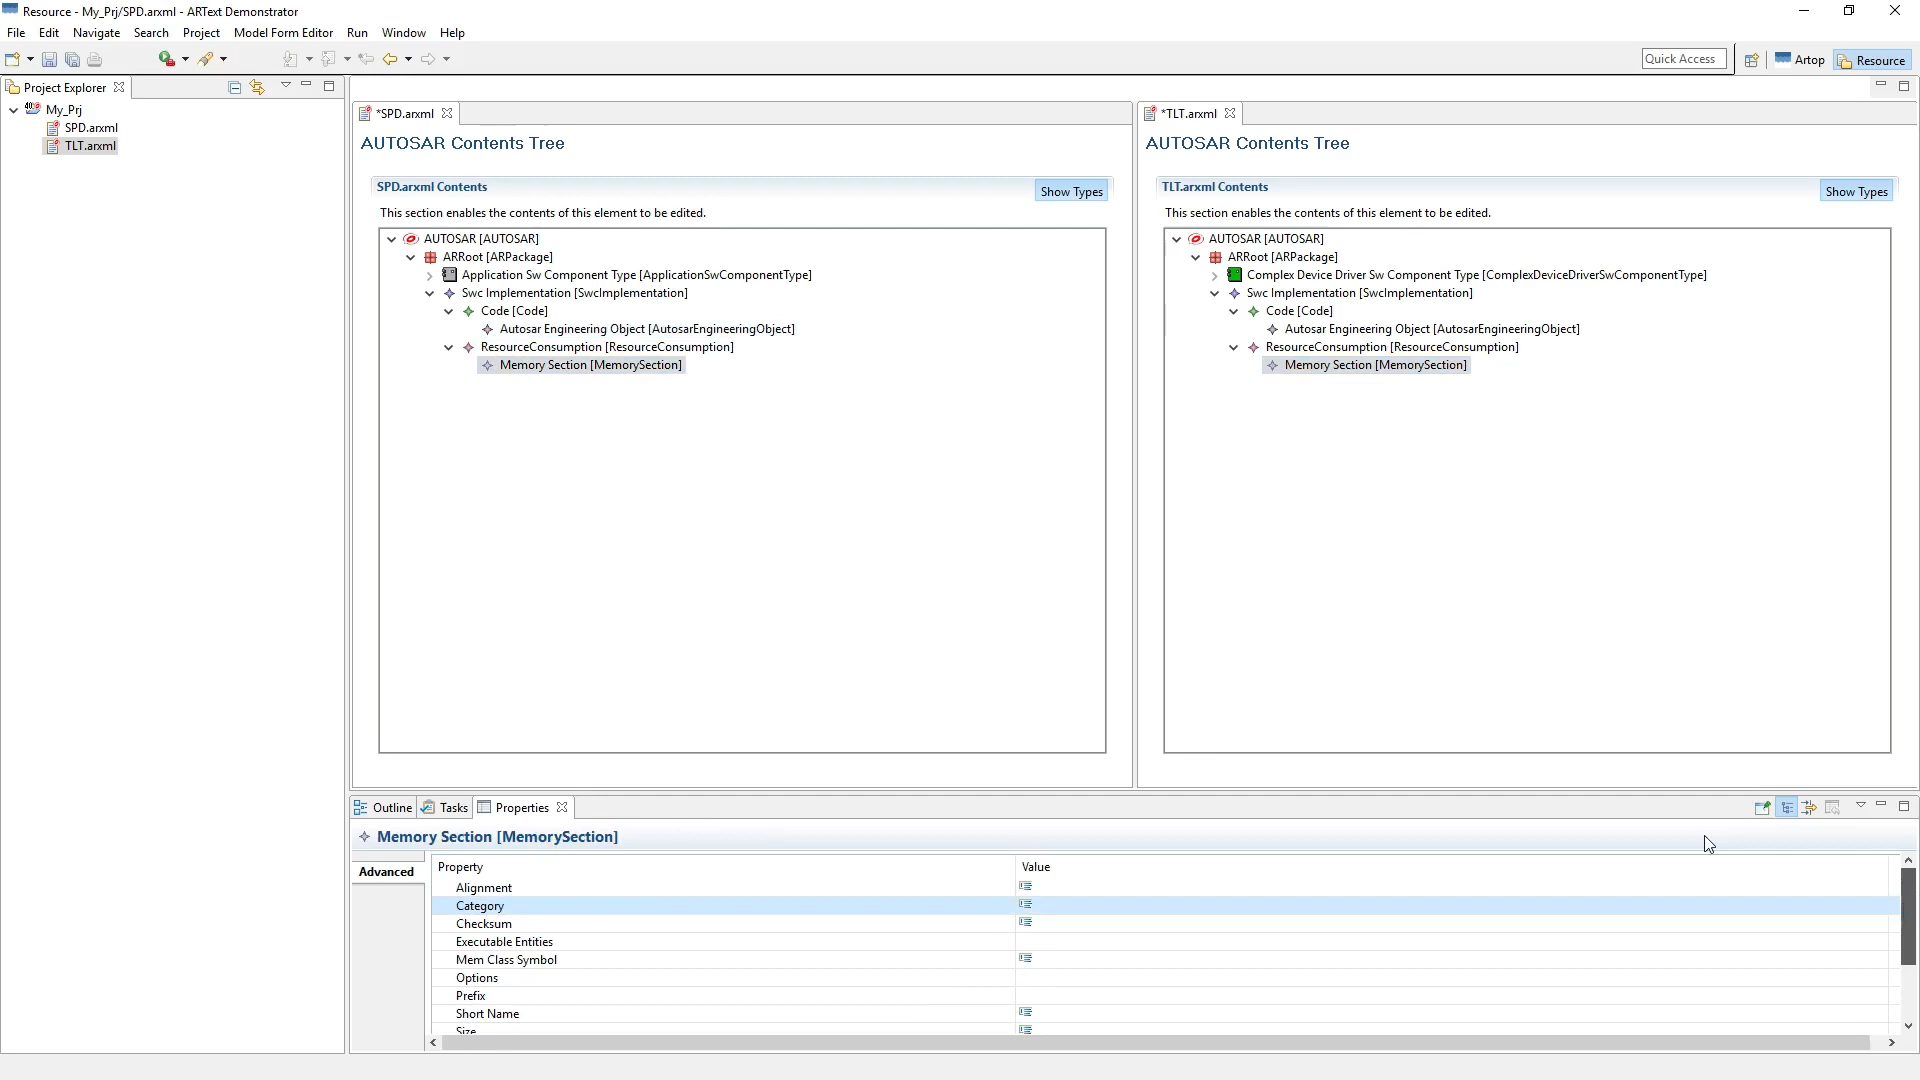 Resource - My_Prj/SPD.arxml - ARText Demonstrator
File Edit Navigate Search Project Model Form Editor Run Window Help
Quick Access
Artop
Resource
Project Explorer
My_Prj
SPD.arxml
TLT.arxml
*SPD.arxml
AUTOSAR Contents Tree
SPD.arxml Contents
Show Types
This section enables the contents of this element to be edited.
AUTOSAR [AUTOSAR]
ARRoot [ARPackage]
Application Sw Component Type [ApplicationSwComponentType]
Swc Implementation [SwcImplementation]
Code [Code]
Autosar Engineering Object [AutosarEngineeringObject]
ResourceConsumption [ResourceConsumption]
Memory Section [MemorySection]
*TLT.arxml
AUTOSAR Contents Tree
TLT.arxml Contents
Show Types
This section enables the contents of this element to be edited.
AUTOSAR [AUTOSAR]
ARRoot [ARPackage]
Complex Device Driver Sw Component Type [ComplexDeviceDriverSwComponentType]
Swc Implementation [SwcImplementation]
Code [Code]
Autosar Engineering Object [AutosarEngineeringObject]
ResourceConsumption [ResourceConsumption]
Memory Section [MemorySection]
Outline Tasks Properties
Memory Section [MemorySection]
Advanced
Property Value
Alignment
Category
Checksum
Executable Entities
Mem Class Symbol
Options
Prefix
Short Name
Size